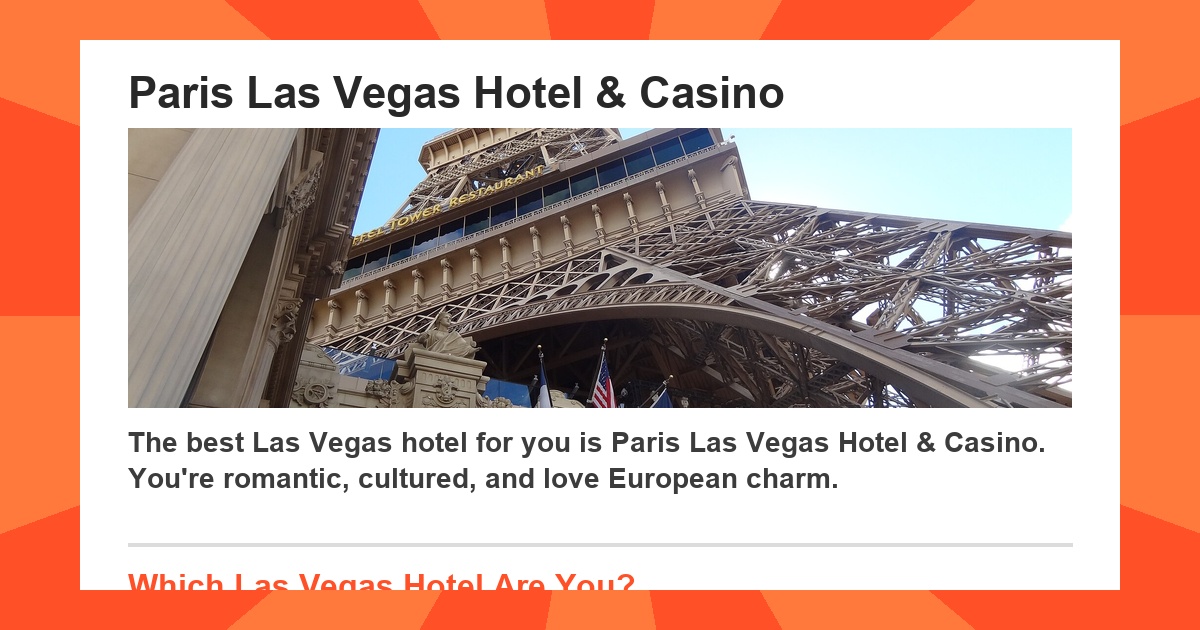 Paris Las Vegas Hotel & Casino
TOWER RESTAURANT
The best Las Vegas hotel for you is Paris Las Vegas Hotel & Casino.
You're romantic, cultured, and love European charm.
Which Las Vegas Hotel Are You?